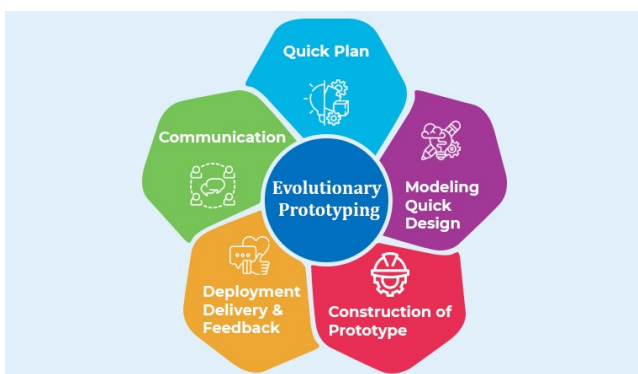 Quick Plan
Communication
Evolutionary
Prototyping
Modeling
Quick
Design
Deployment
Delivery &
Feedback
Construction of
Prototype